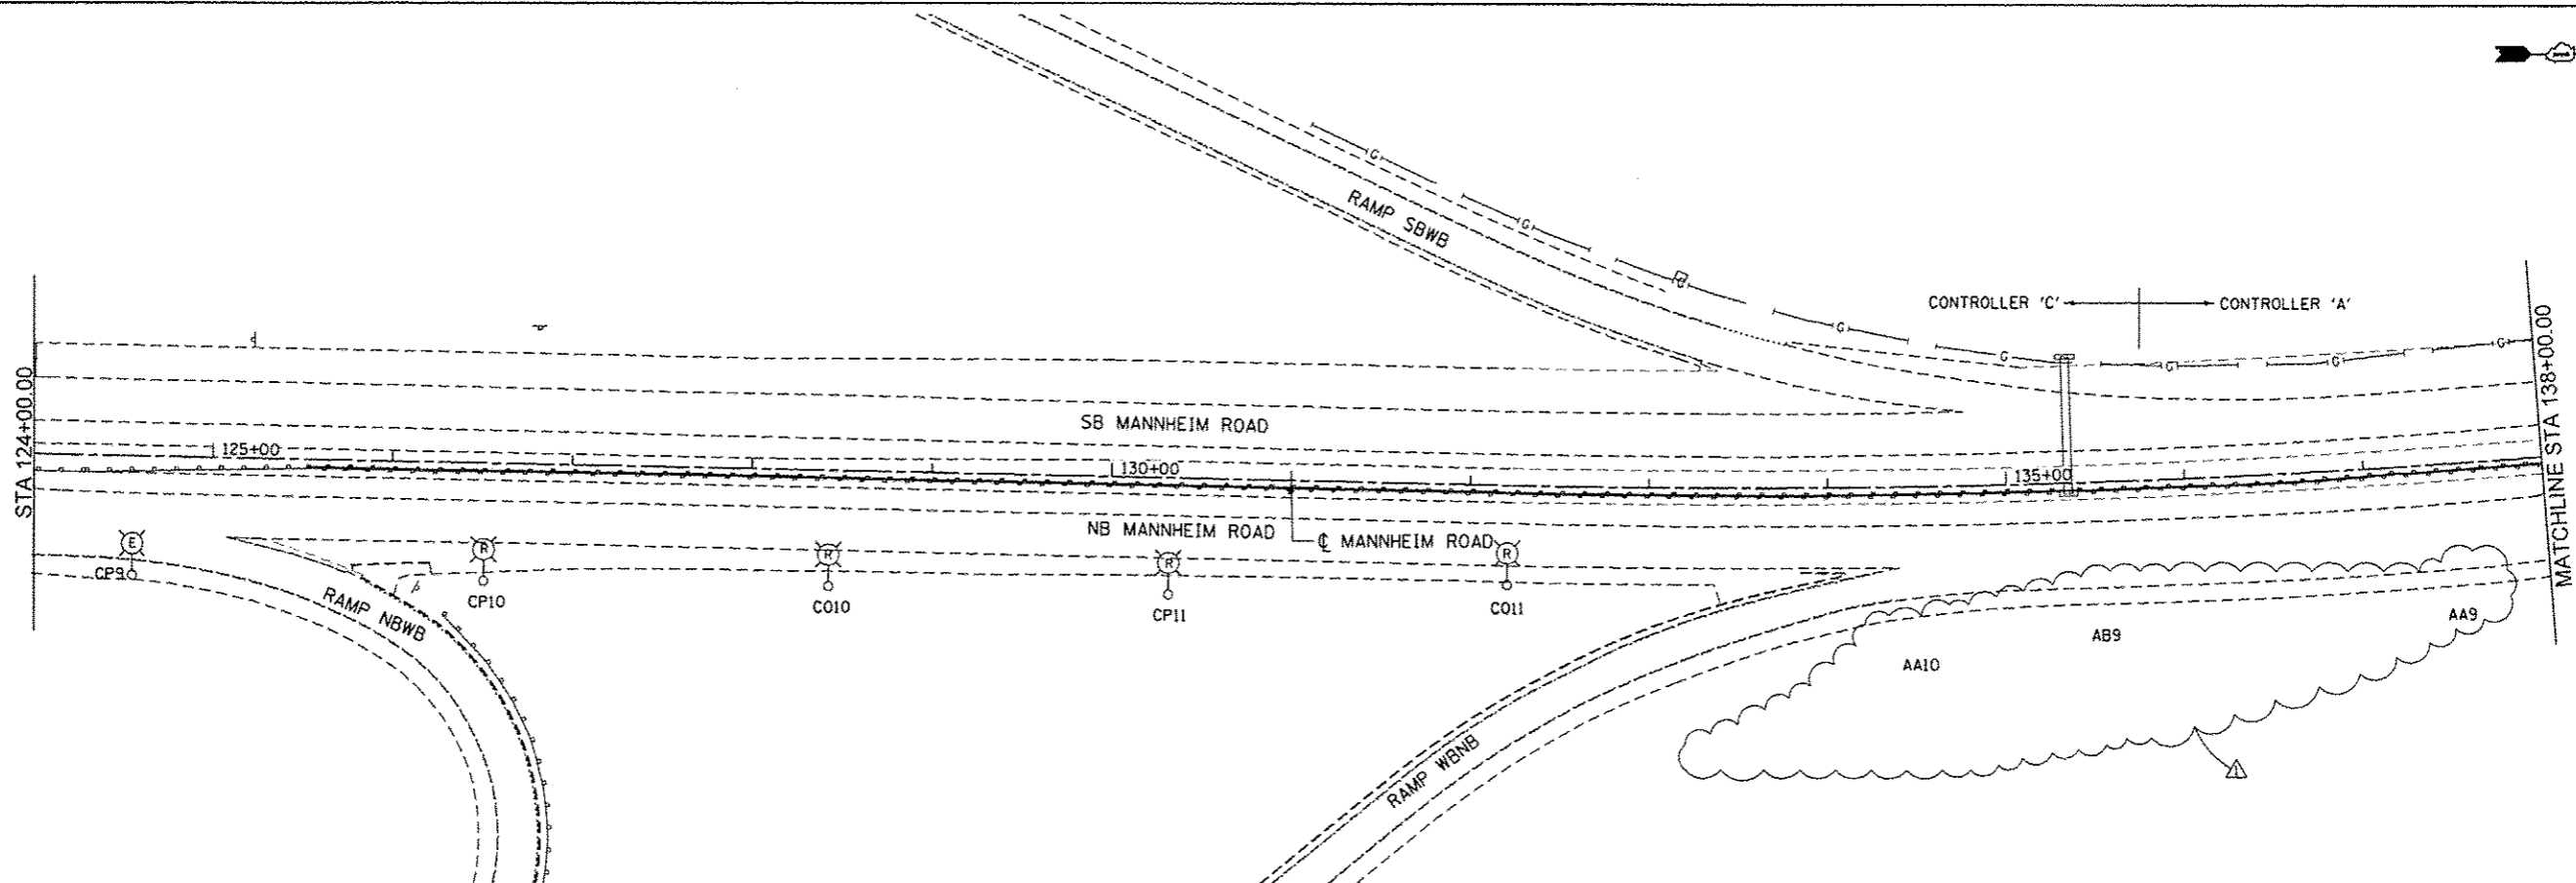 RAMP SBWB
CONTROLLER 'C'
CONTROLLER 'A'
STA 124+00.00
MATCHLINE STA 138+00.00
SB MANNHEIM ROAD
125+00
130+00
135+00
NB MANNHEIM ROAD
℄ MANNHEIM ROAD
E
R
R
R
R
CP9
CP10
CQ10
CP11
CQ11
RAMP NBWB
AA9
AB9
AA10
RAMP WBNB
1
G
G
G
G
G
G
G